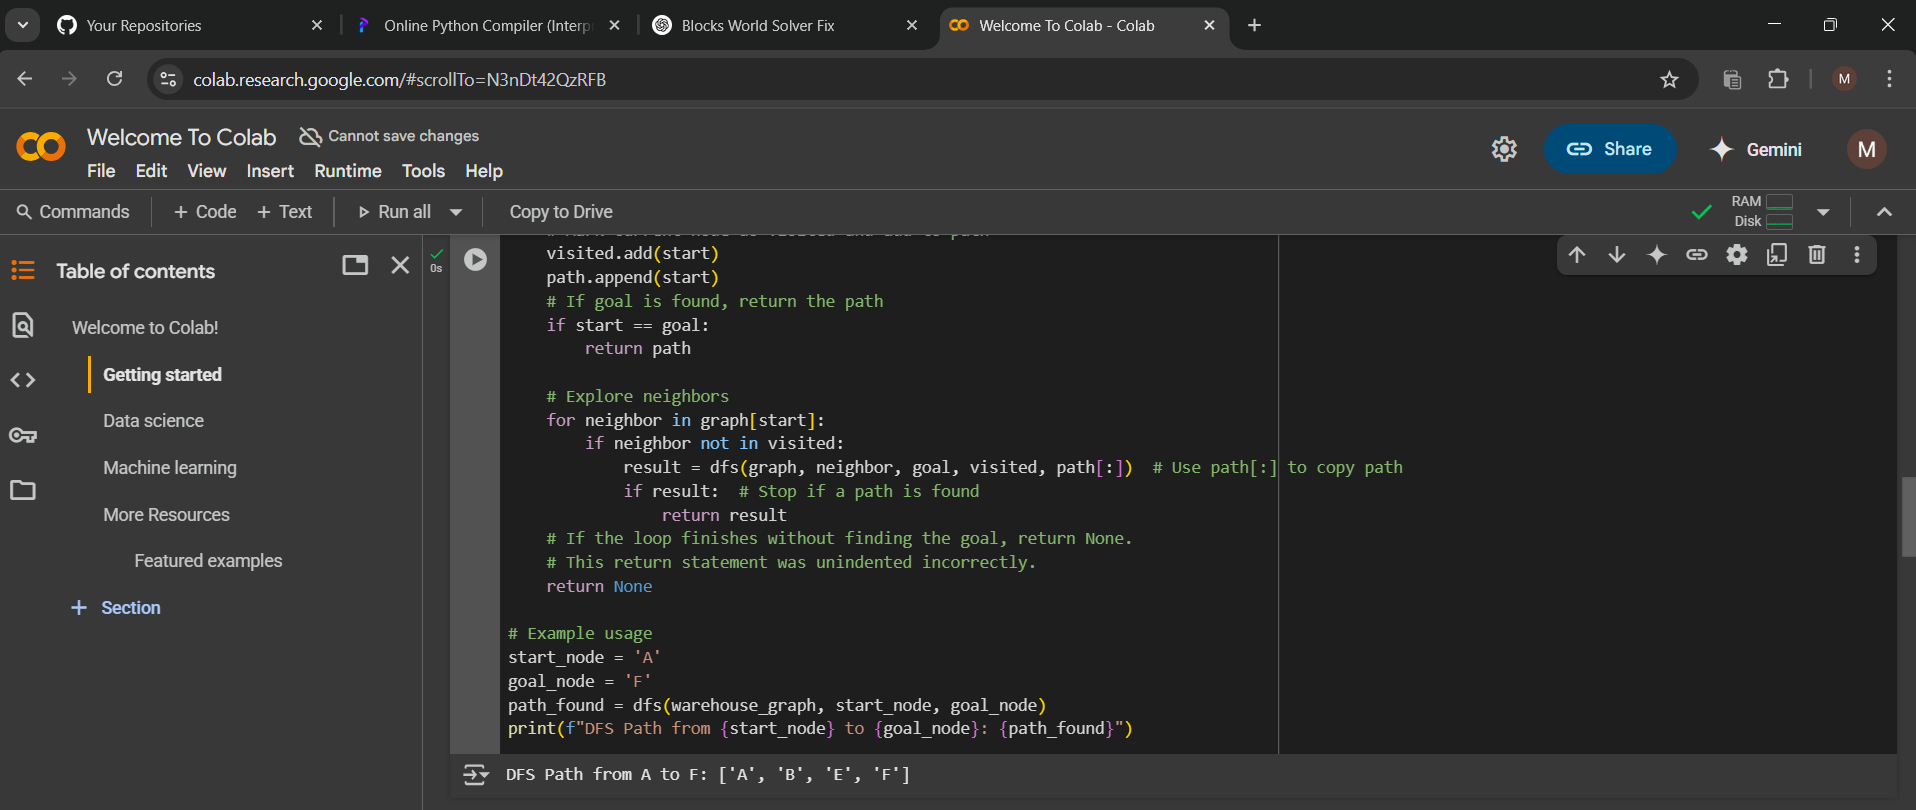 Your Repositories
Online Python Compiler (Interp
Blocks World Solver Fix
Welcome To Colab - Colab
colab.research.google.com/#scrollTo=N3nDt42QzRFB
M
Welcome To Colab
Cannot save changes
Share
Gemini
M
File Edit View Insert Runtime Tools Help
Commands
+ Code + Text
Run all
Copy to Drive
RAM
Disk
Table of contents
Welcome to Colab!
Getting started
Data science
Machine learning
More Resources
Featured examples
+ Section
0s
visited.add(start)
path.append(start)
# If goal is found, return the path
if start == goal:
return path
# Explore neighbors
for neighbor in graph[start]:
if neighbor not in visited:
result = dfs(graph, neighbor, goal, visited, path[:]) # Use path[:] to copy path
if result: # Stop if a path is found
return result
# If the loop finishes without finding the goal, return None.
# This return statement was unindented incorrectly.
return None
# Example usage
start_node = 'A'
goal_node = 'F'
path_found = dfs(warehouse_graph, start_node, goal_node)
print(f"DFS Path from {start_node} to {goal_node}: {path_found}")
DFS Path from A to F: ['A', 'B', 'E', 'F']